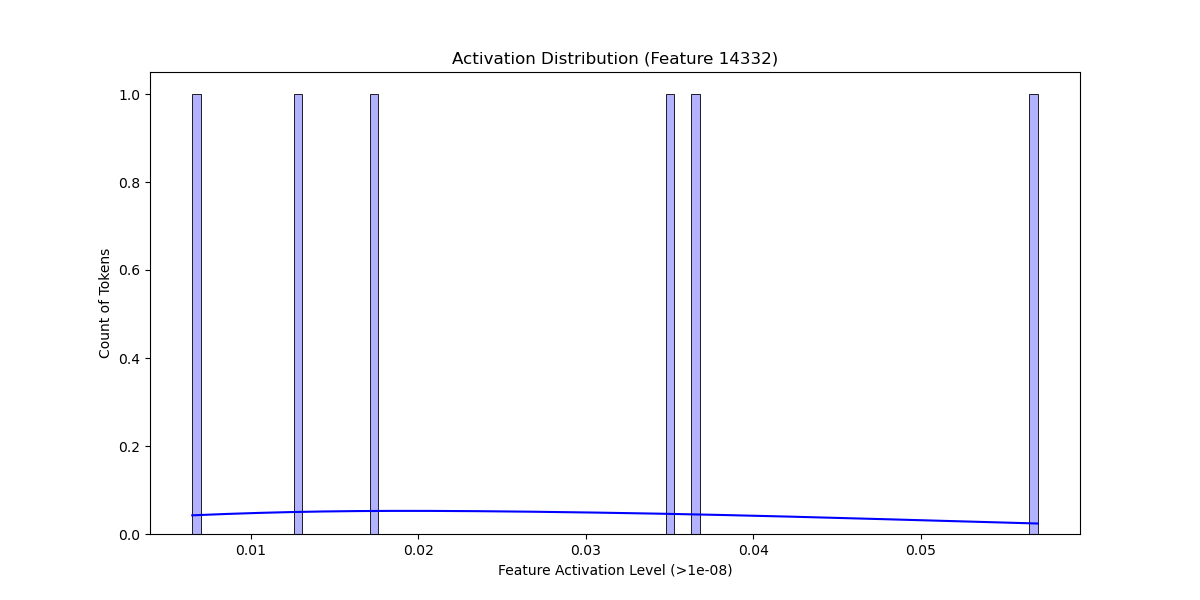 Activation Distribution (Feature 14332)
1.0
0.8
0.6
0.4
0.2
0.0
Count of Tokens
0.01 0.02 0.03 0.04 0.05
Feature Activation Level (>1e-08)